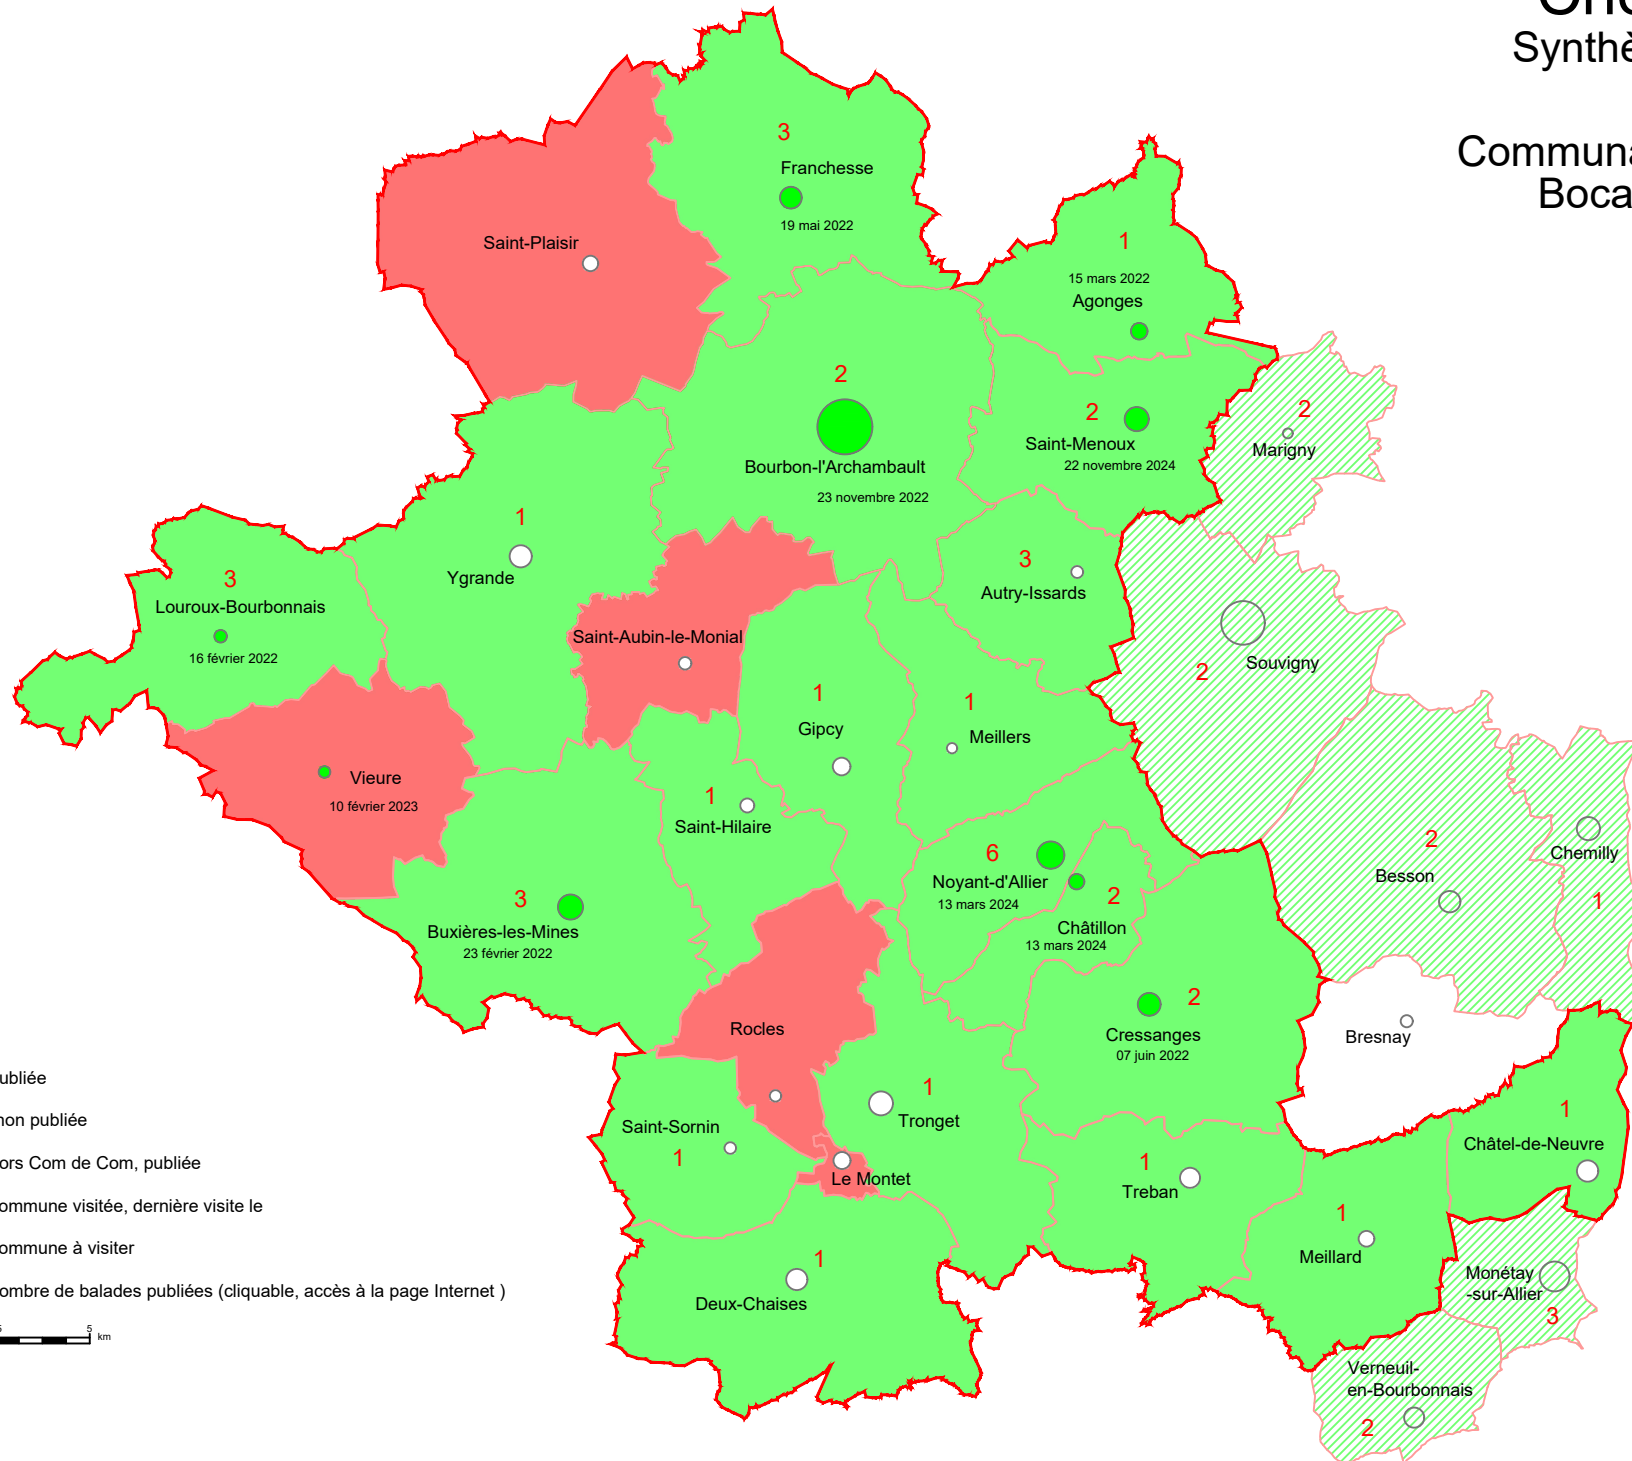 Synthè
Communa
Boca
3
Franchesse
19 mai 2022
Saint-Plaisir
1
15 mars 2022
Agonges
2
Bourbon-l'Archambault
23 novembre 2022
2
Saint-Menoux
22 novembre 2024
2
Marigny
1
Ygrande
3
Louroux-Bourbonnais
16 février 2022
3
Autry-Issards
Saint-Aubin-le-Monial
2
Souvigny
1
Gipcy
1
Meillers
Vieure
10 février 2023
1
Saint-Hilaire
6
Noyant-d'Allier
13 mars 2024
2
Châtillon
13 mars 2024
2
Besson
Chemilly
1
3
Buxières-les-Mines
23 février 2022
2
Cressanges
07 juin 2022
Rocles
Bresnay
1
Tronget
Saint-Sornin
1
Le Montet
1
Treban
1
Châtel-de-Neuvre
1
Meillard
1
Deux-Chaises
Monétay
-sur-Allier
3
Verneuil-
en-Bourbonnais
2
ubliée
non publiée
ors Com de Com, publiée
ommune visitée, dernière visite le
ommune à visiter
ombre de balades publiées (cliquable, accès à la page Internet )
5 km